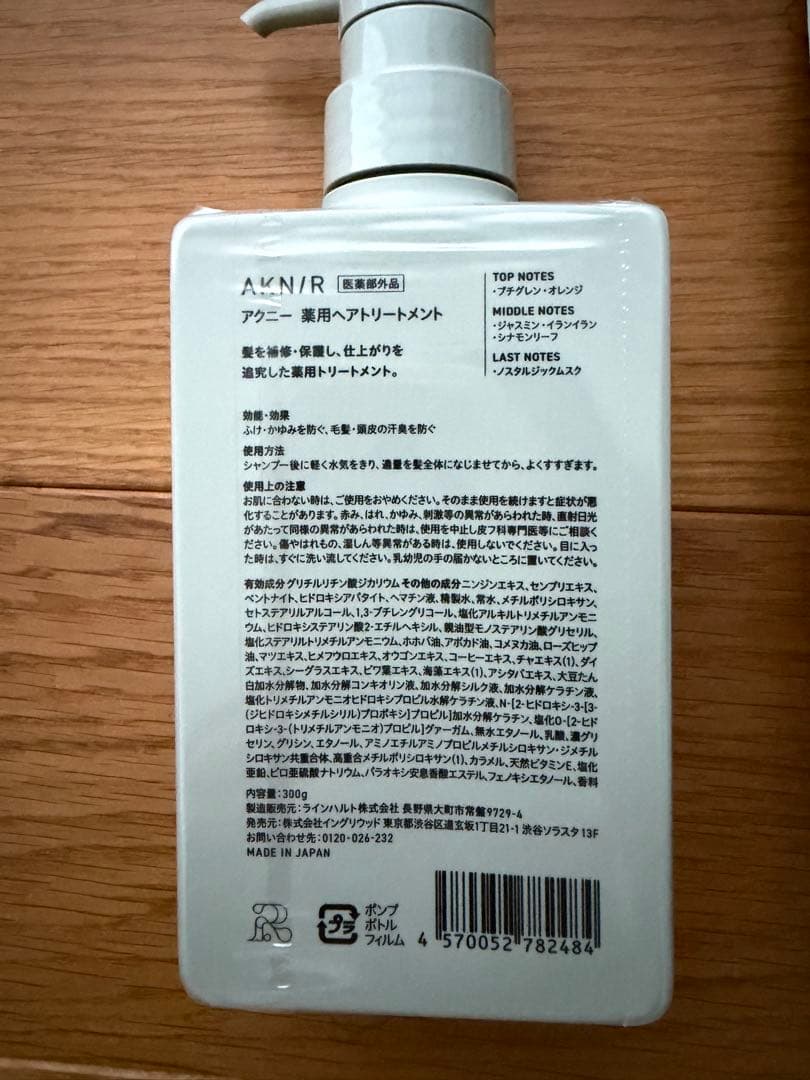 AKN/R 医薬部外品
アクニー 薬用ヘアトリートメント
髪を補修・保護し、仕上がりを
追究した薬用トリートメント。
TOP NOTES
・プチグレン・オレンジ
MIDDLE NOTES
・ジャスミン・イランイラン
・シナモンリーフ
LAST NOTES
・ノスタルジックムスク
効能・効果
ふけ・かゆみを防ぐ、毛髪・頭皮の汗臭を防ぐ
使用方法
シャンプー後に軽く水気をきり、適量を髪全体になじませてから、よくすすぎます。
使用上の注意
お肌に合わない時は、ご使用をおやめください。そのまま使用を続けますと症状が悪
化することがあります。赤み、はれ、かゆみ、刺激等の異常があらわれた時、直射日光
があたって同様の異常があらわれた時は、使用を中止し皮フ科専門医等にご相談く
ださい。傷やはれもの、湿しん等異常がある時は、使用しないでください。目に入っ
た時は、すぐに洗い流してください。乳幼児の手の届かないところに置いてください。
有効成分グリチルリチン酸ジカリウムその他の成分ニンジンエキス、センブリエキス、
ベントナイト、ヒドロキシアパタイト、ヘマチン液、精製水、常水、メチルポリシロキサン、
セトステアリルアルコール、1,3-ブチレングリコール、塩化アルキルトリメチルアンモニ
ウム、ヒドロキシステアリン酸2-エチルヘキシル、親油型モノステアリン酸グリセリル、
塩化ステアリルトリメチルアンモニウム、ホホバ油、アボカド油、コメヌカ油、ローズヒップ
油、マツエキス、ヒメフウロエキス、オウゴンエキス、コーヒーエキス、チャエキス(1)、ダイ
ズエキス、シーグラスエキス、ビワ葉エキス、海藻エキス(1)、アシタバエキス、大豆たん
白加水分解物、加水分解コンキオリン液、加水分解シルク液、加水分解ケラチン液、
塩化トリメチルアンモニオヒドロキシプロピル水解ケラチン液、N-[2-ヒドロキシ-3-[3-
(ジヒドロキシメチルシリル)プロポキシ]プロピル]加水分解ケラチン、塩化O-[2-ヒド
ロキシ-3-(トリメチルアンモニオ)プロピル]グァーガム、無水エタノール、乳酸、濃グリ
セリン、グリシン、エタノール、アミノエチルアミノプロピルメチルシロキサン・ジメチル
シロキサン共重合体、高重合メチルポリシロキサン(1)、カラメル、天然ビタミンE、塩化
亜鉛、ピロ亜硫酸ナトリウム、パラオキシ安息香酸エステル、フェノキシエタノール、香料
内容量:300g
製造販売元:ラインハルト株式会社 長野県大町市常盤9729-4
発売元:株式会社イングリウッド 東京都渋谷区道玄坂1丁目21-1 渋谷ソラスタ13F
お問い合わせ先:0120-026-232
MADE IN JAPAN
プラ
ポンプ
ボトル
フィルム
4 570052 782484